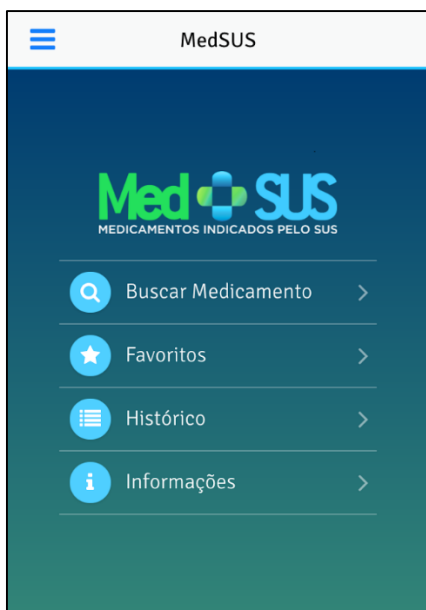 MedSUS
Med SUS
MEDICAMENTOS INDICADOS PELO SUS
Buscar Medicamento
Favoritos
Histórico
Informações